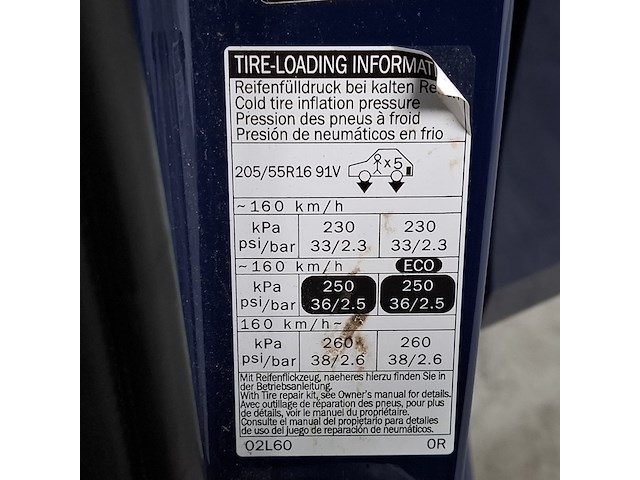 TIRE-LOADING INFORMAT
Reifenfülldruck bei kalten
Cold tire inflation pressure
Pression des pneus à froid
Presión de neumáticos en frio
205/55R16 91V x5
~160 km/h
kPa 230 230
psi/bar 33/2.3 33/2.3
~160 km/h ECO
kPa 250 250
psi/bar 36/2.5 36/2.5
160 km/h~
kPa 260 260
psi/bar 38/2.6 38/2.6
Mit Reifenflickzeug, naeheres hierzu finden Sie in
der Betriebsanleitung.
With Tire repair kit, see Owner's manual for details.
Avec outillage de réparation des pneus, pour plus
de détails, voir le manuel du propriétaire.
Consulte el manual del propietario para detalles
de uso del juego de reparación de neumáticos.
02L60 0R